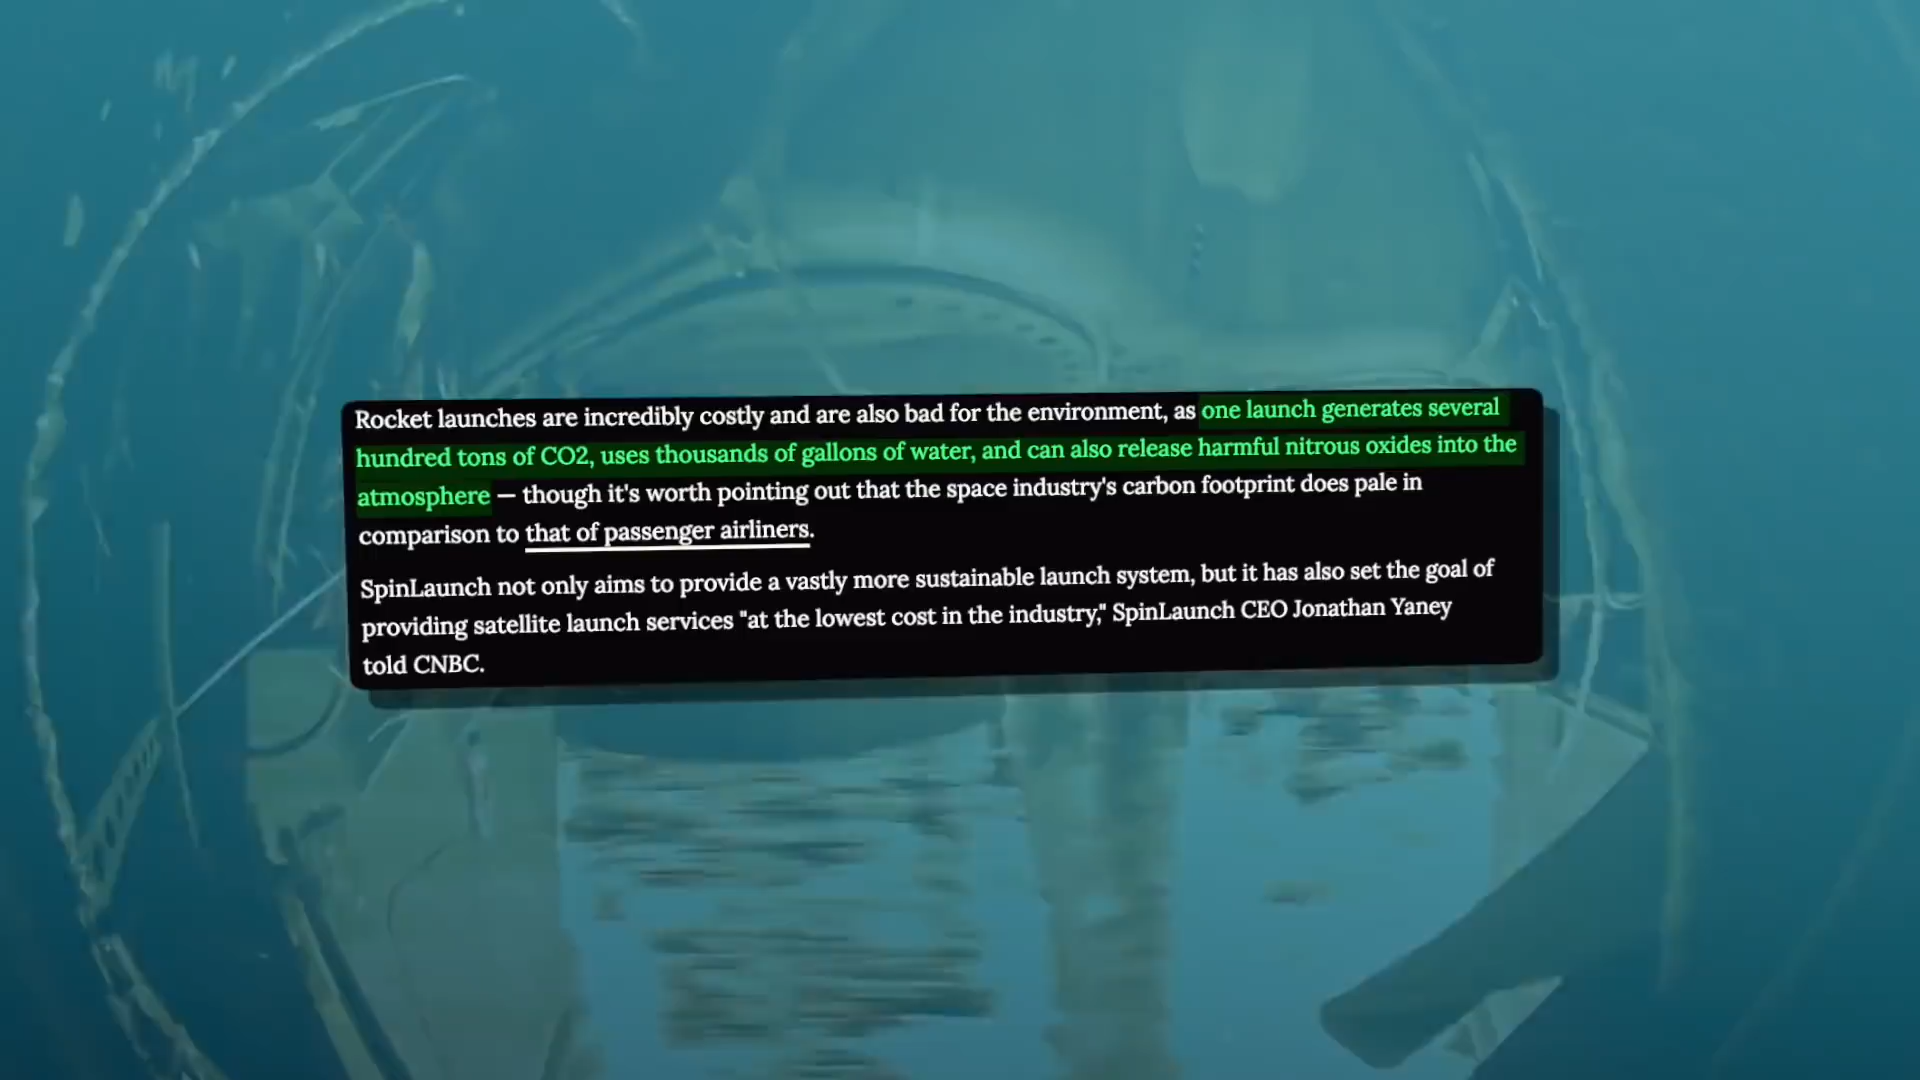 Rocket launches are incredibly costly and are also bad for the environment, as one launch generates several
hundred tons of CO2, uses thousands of gallons of water, and can also release harmful nitrous oxides into the
atmosphere — though it's worth pointing out that the space industry's carbon footprint does pale in
comparison to that of passenger airliners.
SpinLaunch not only aims to provide a vastly more sustainable launch system, but it has also set the goal of
providing satellite launch services "at the lowest cost in the industry," SpinLaunch CEO Jonathan Yaney
told CNBC.